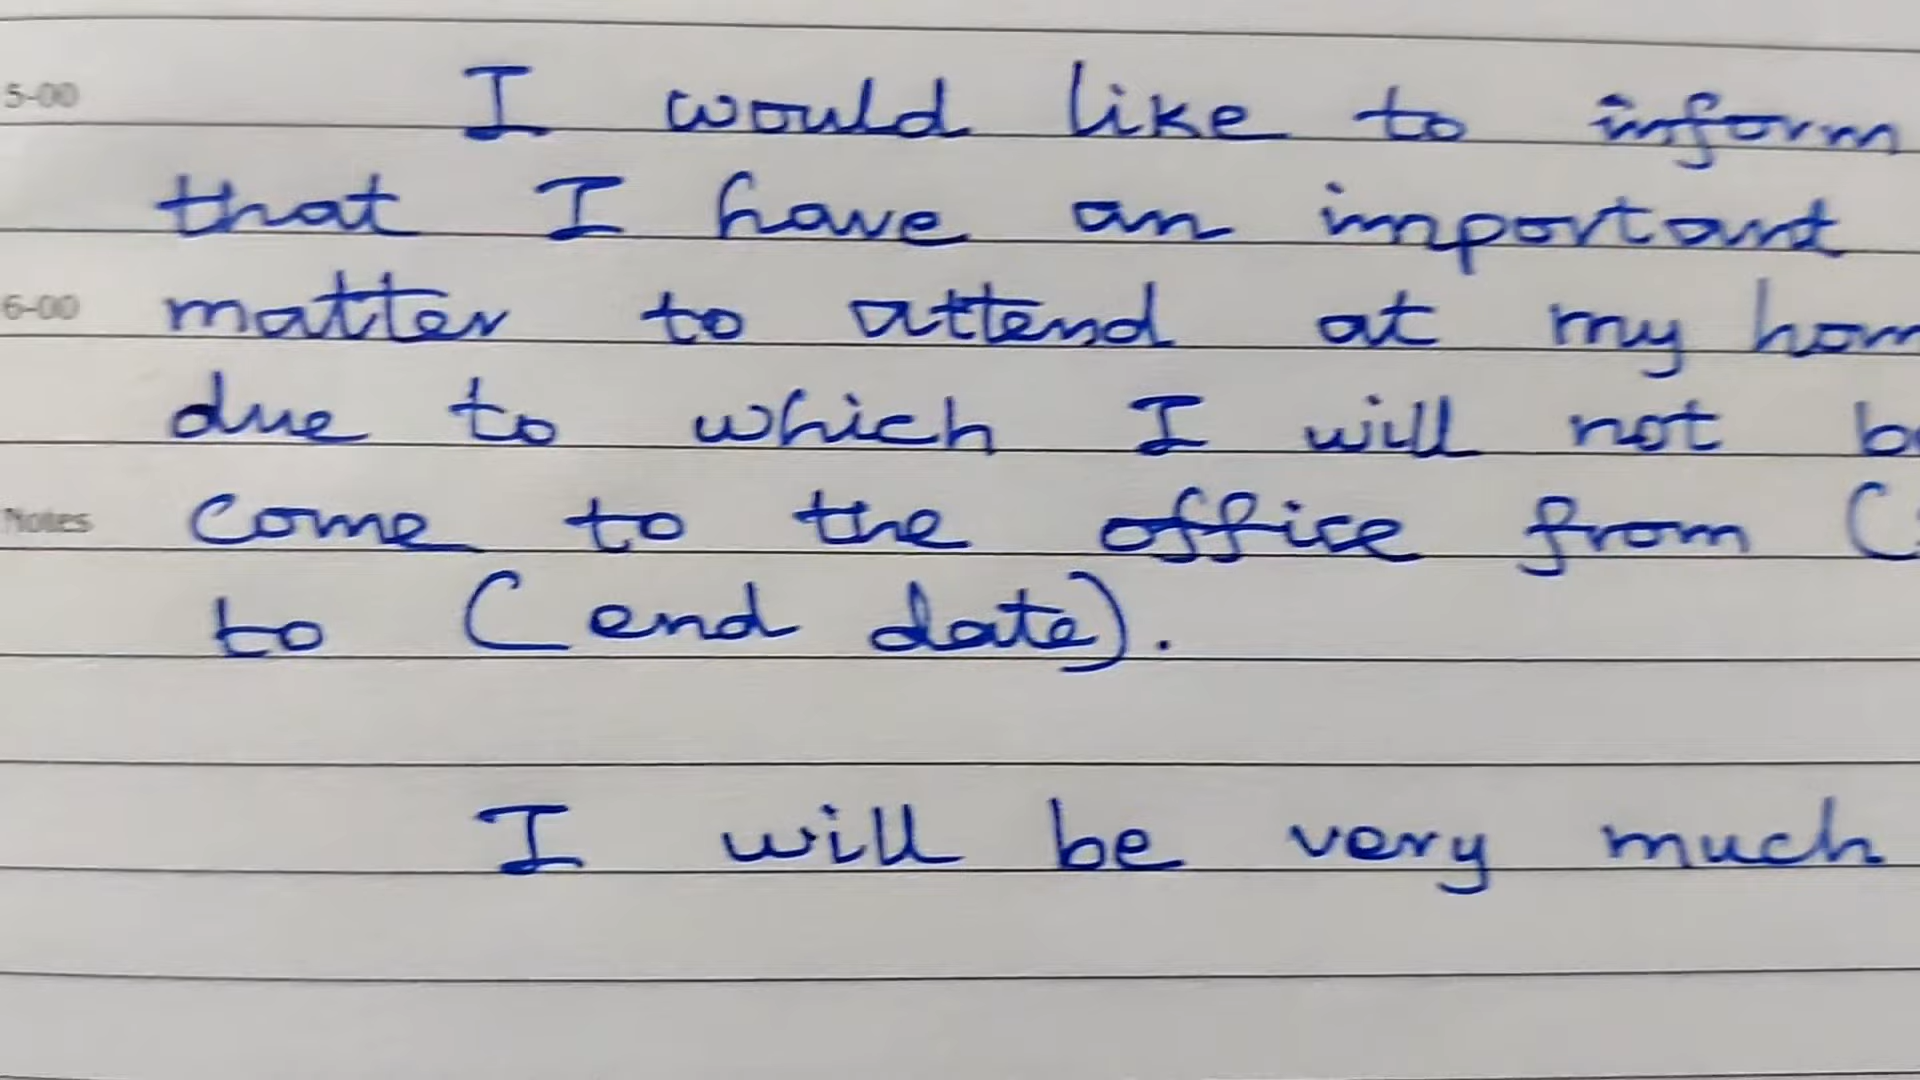 5-00 I would like to inform
that I have an important
6-00 matter to attend at my hom
due to which I will not b
Notes come to the office from (
to (end date).
I will be very much